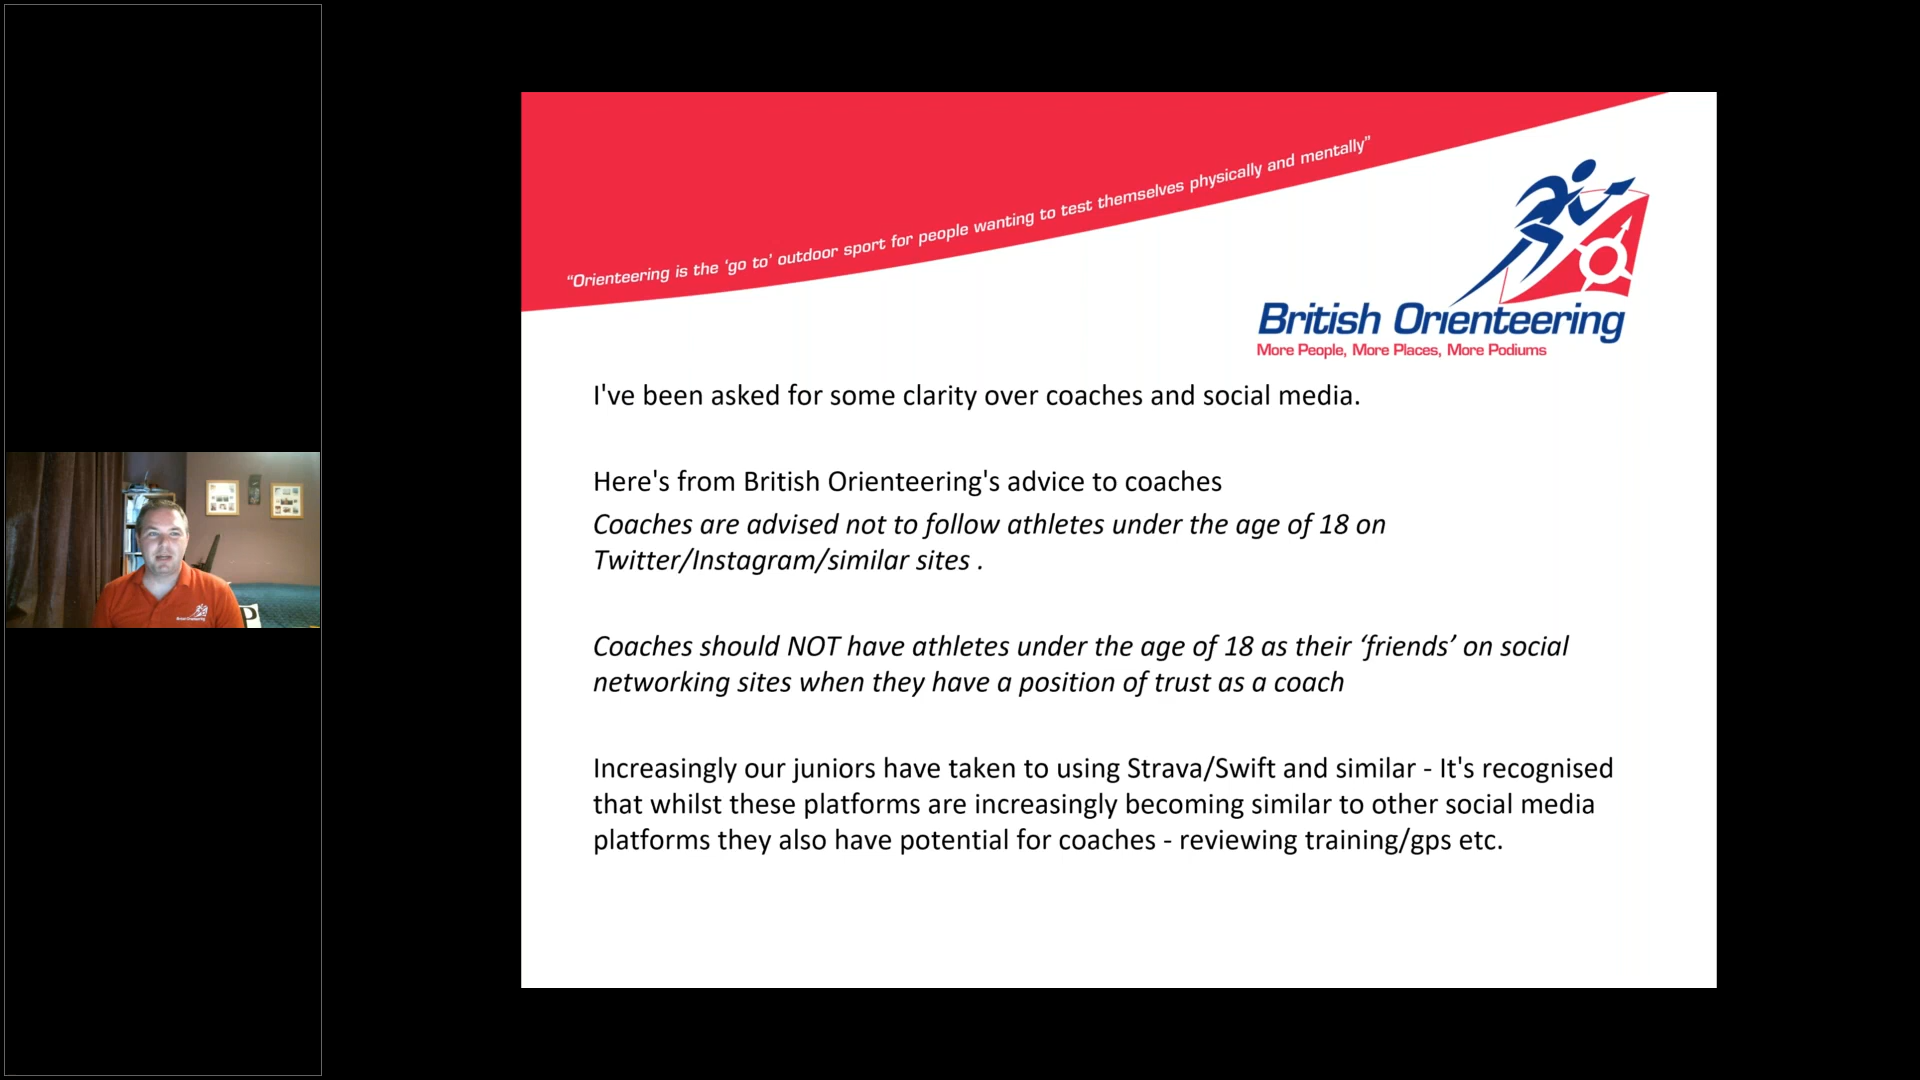 “Orienteering is the ‘go to’ outdoor sport for people wanting to test themselves physically and mentally”
British Orienteering
More People, More Places, More Podiums
I've been asked for some clarity over coaches and social media.
Here's from British Orienteering's advice to coaches
Coaches are advised not to follow athletes under the age of 18 on
Twitter/Instagram/similar sites .
Coaches should NOT have athletes under the age of 18 as their ‘friends’ on social
networking sites when they have a position of trust as a coach
Increasingly our juniors have taken to using Strava/Swift and similar - It's recognised
that whilst these platforms are increasingly becoming similar to other social media
platforms they also have potential for coaches - reviewing training/gps etc.